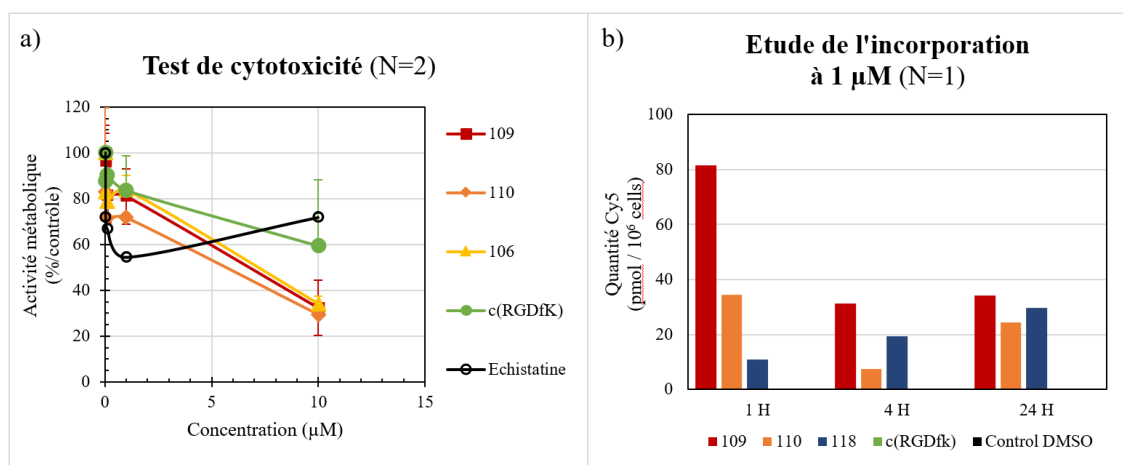 a)
Test de cytotoxicité (N=2)
Activité métabolique
(%/contrôle)
120
100
80
60
40
20
0
0
5
10
15
Concentration (µM)
109
110
106
c(RGDfK)
Echistatine
b)
Etude de l'incorporation
à 1 µM (N=1)
Quantité Cy5
(pmol / 10⁶ cells)
100
80
60
40
20
0
1 H
4 H
24 H
109
110
118
c(RGDfk)
Control DMSO